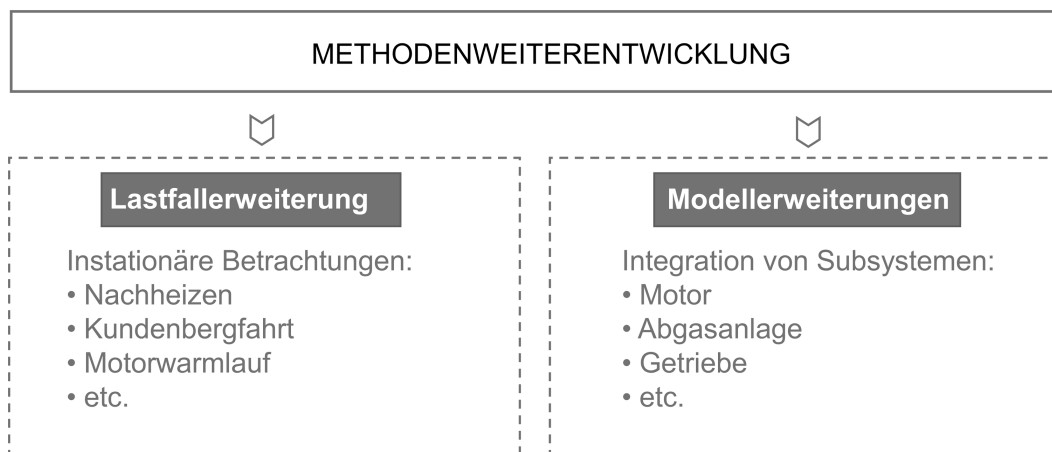 METHODENWEITERENTWICKLUNG
Lastfallerweiterung
Instationäre Betrachtungen:
• Nachheizen
• Kundenbergfahrt
• Motorwarmlauf
• etc.
Modellerweiterungen
Integration von Subsystemen:
• Motor
• Abgasanlage
• Getriebe
• etc.